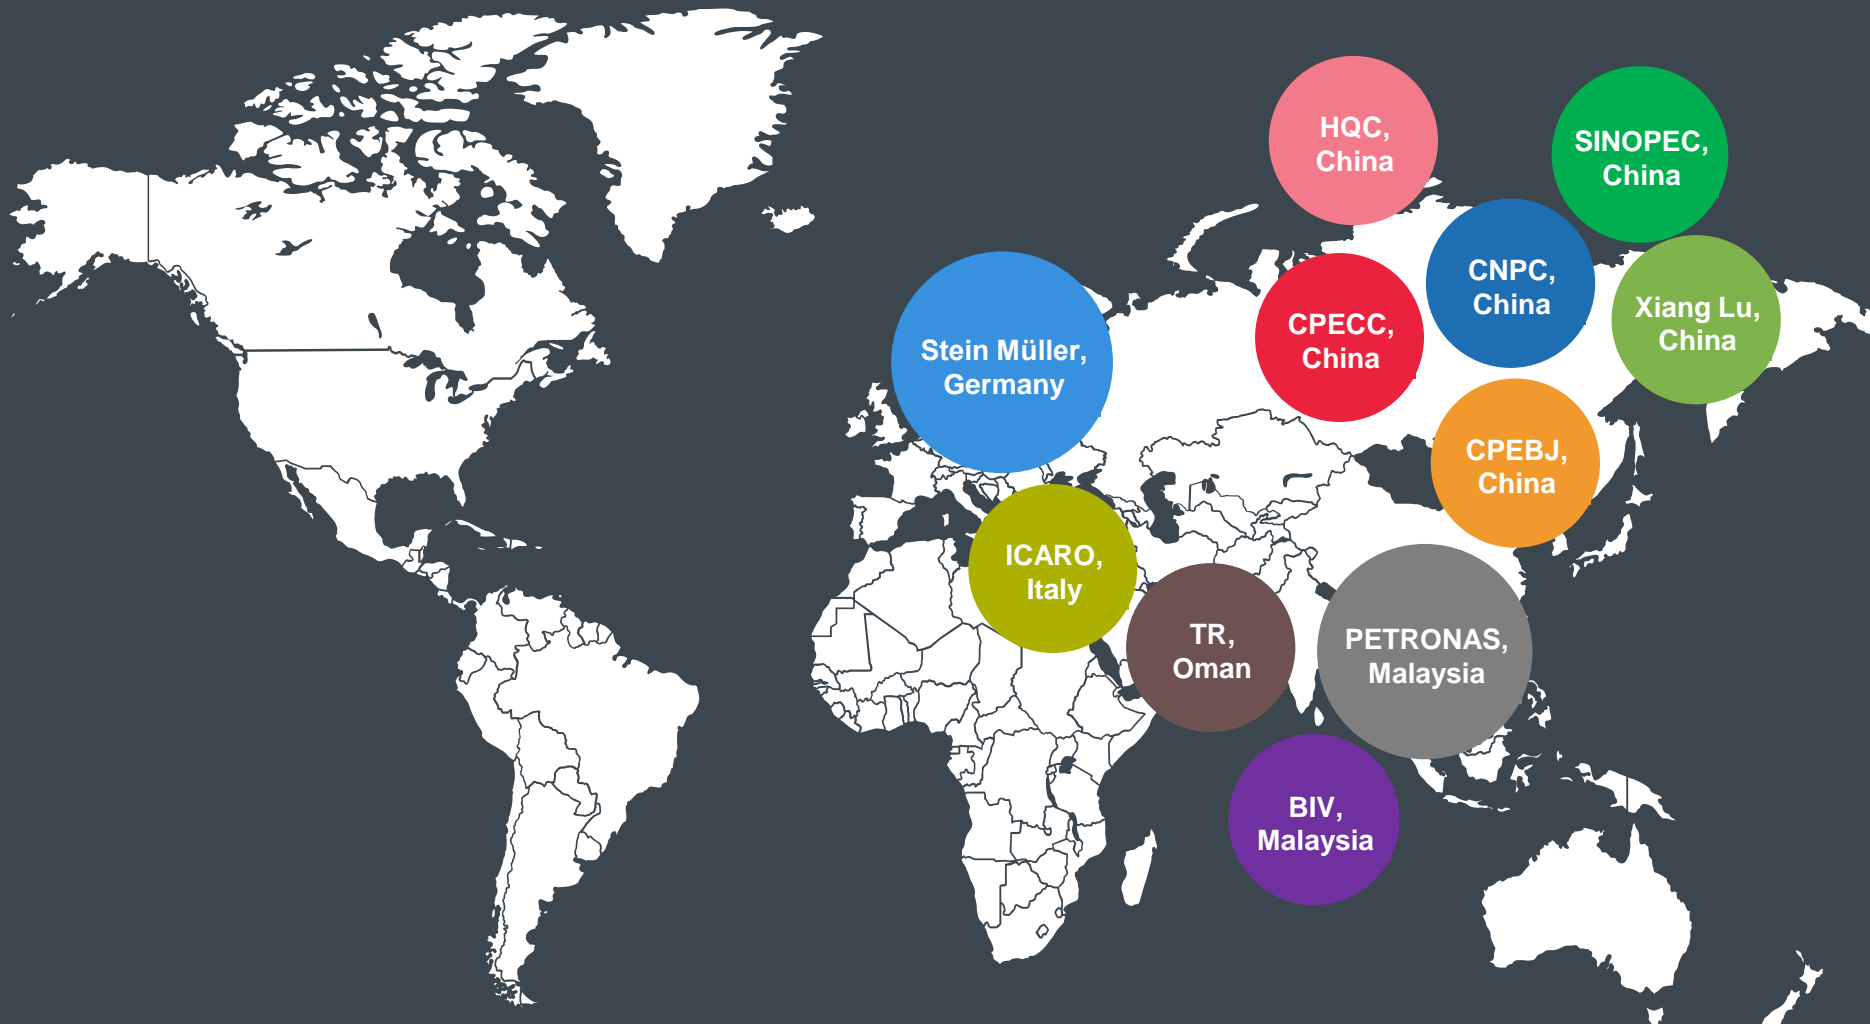 HQC,
China
SINOPEC,
China
CNPC,
China
Xiang Lu,
China
CPECC,
China
Stein Müller,
Germany
CPEBJ,
China
ICARO,
Italy
TR,
Oman
PETRONAS,
Malaysia
BIV,
Malaysia